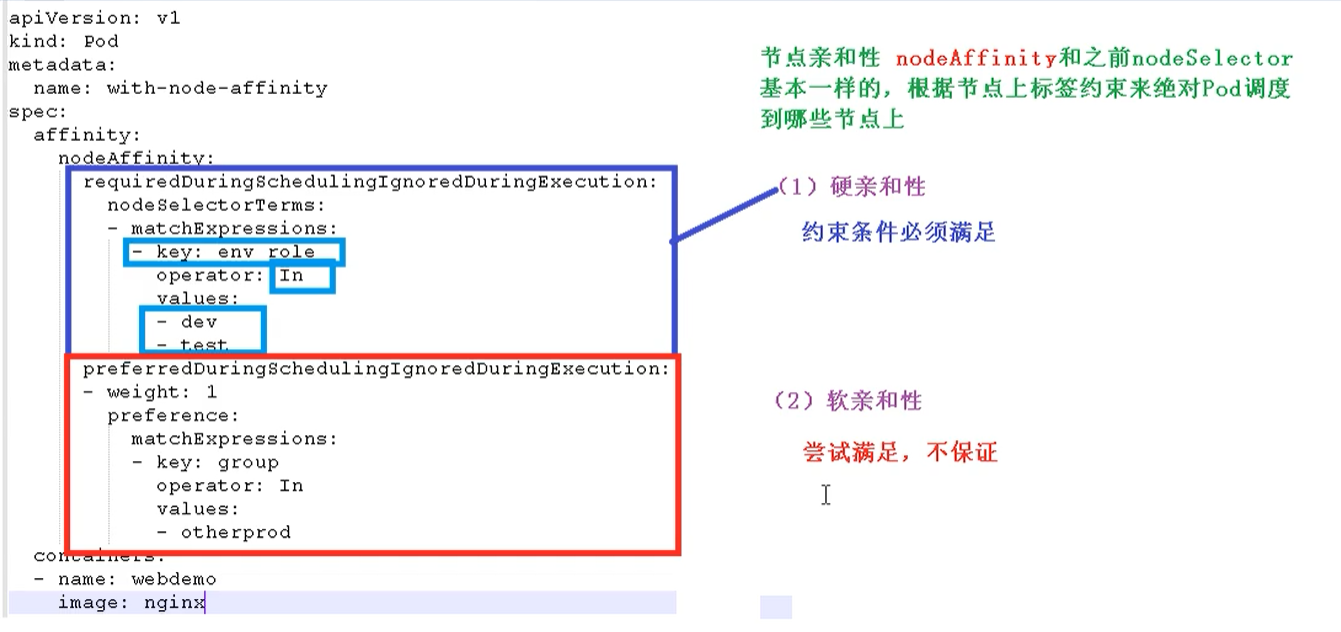 apiVersion: v1
kind: Pod
metadata:
  name: with-node-affinity
spec:
  affinity:
    nodeAffinity:
      requiredDuringSchedulingIgnoredDuringExecution:
        nodeSelectorTerms:
        - matchExpressions:
          - key: env_role
            operator: In
            values:
            - dev
            - test
      preferredDuringSchedulingIgnoredDuringExecution:
      - weight: 1
        preference:
          matchExpressions:
          - key: group
            operator: In
            values:
            - otherprod
  containers:
  - name: webdemo
    image: nginx
节点亲和性 nodeAffinity和之前nodeSelector
基本一样的，根据节点上标签约束来绝对Pod调度
到哪些节点上
（1）硬亲和性
约束条件必须满足
（2）软亲和性
尝试满足，不保证